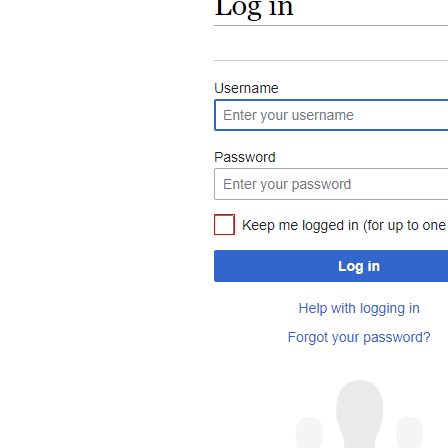 Log in
Username
Enter your username
Password
Enter your password
Keep me logged in (for up to one
Log in
Help with logging in
Forgot your password?